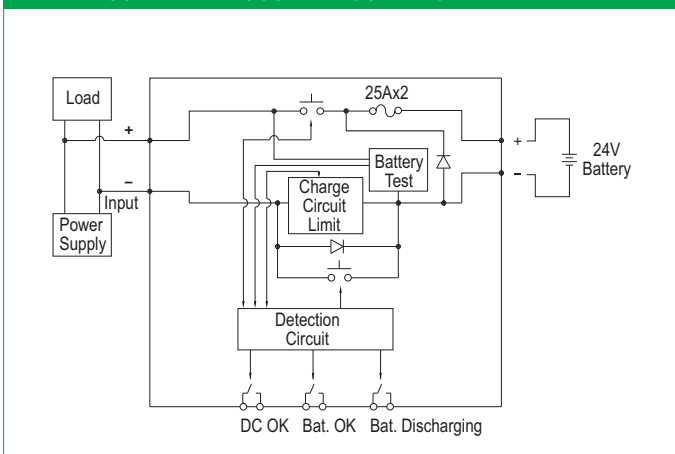 Load
25Ax2
+
+
24V
Battery
Battery
Test
–
–
Charge
Circuit
Limit
Input
Power
Supply
Detection
Circuit
DC OK Bat. OK Bat. Discharging